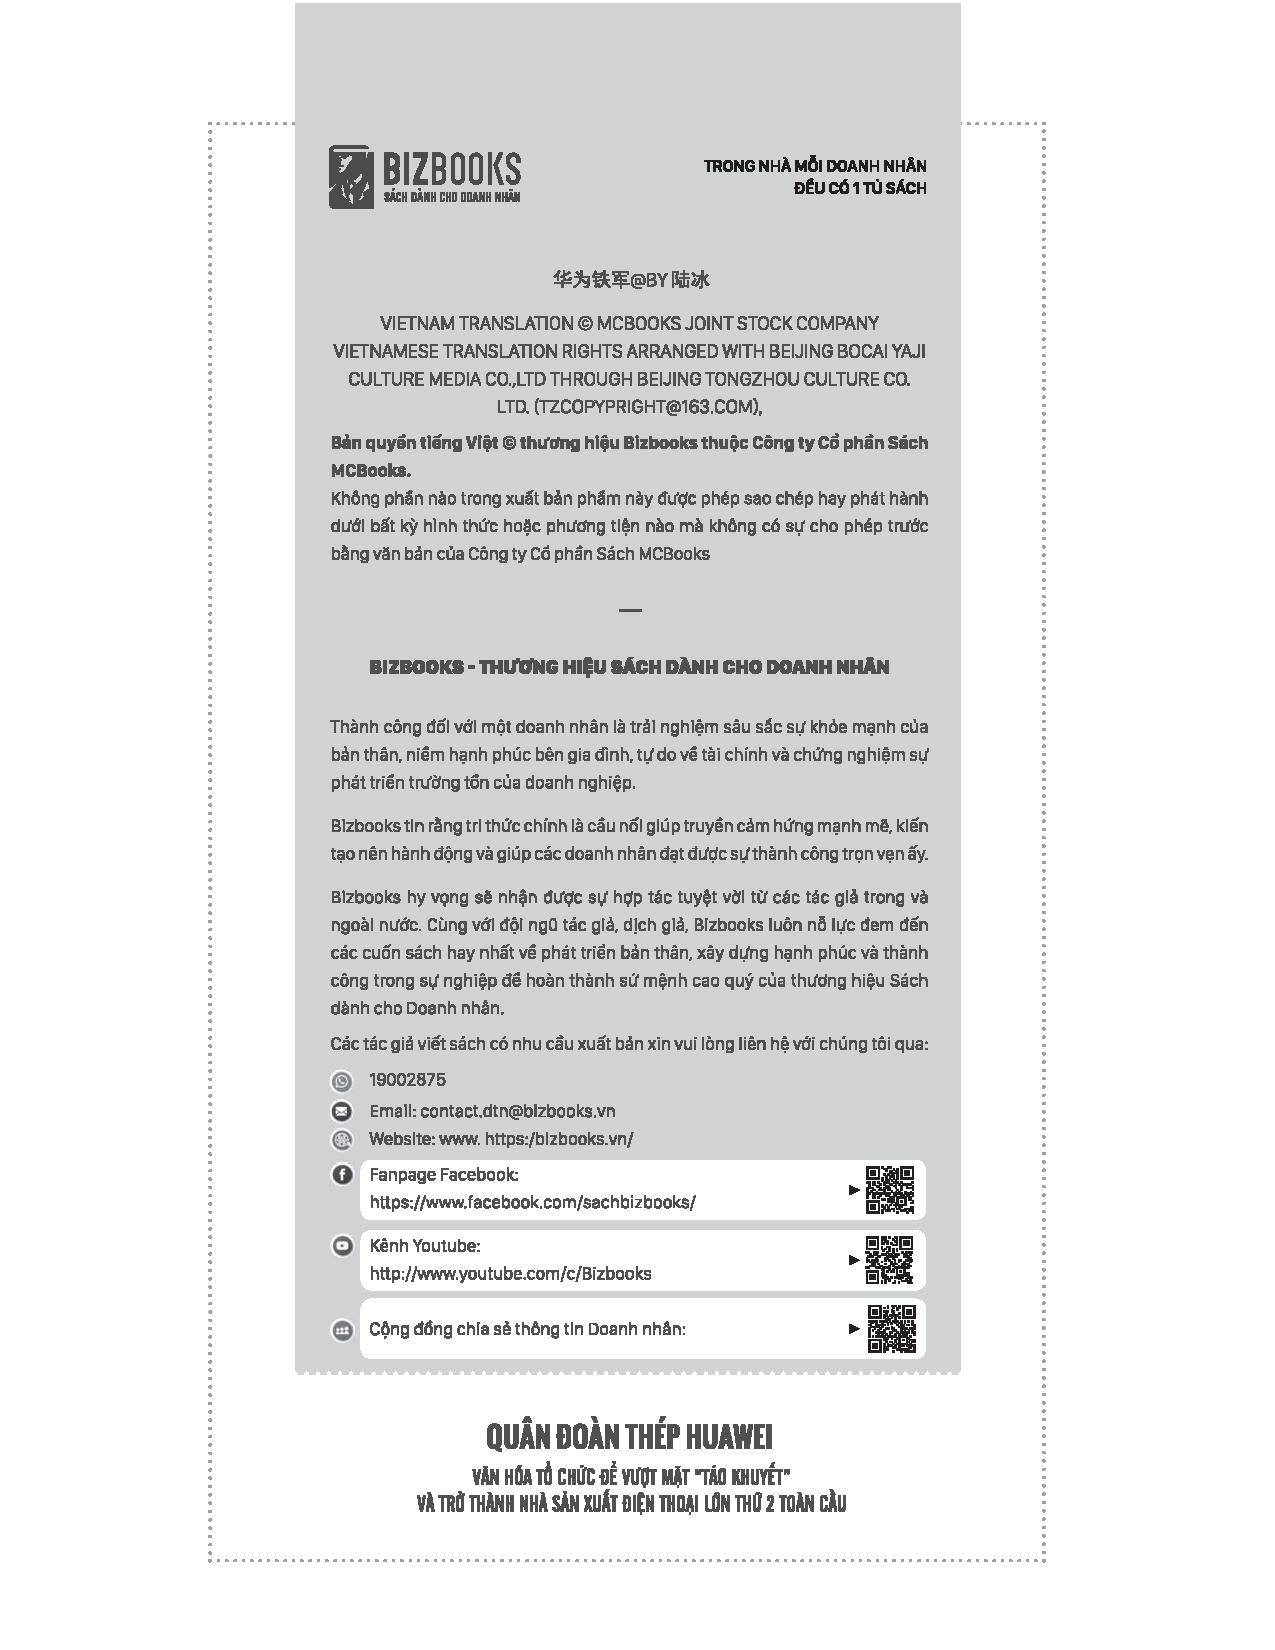 BIZBOOKS
SÁCH DÀNH CHO DOANH NHÂN
TRONG NHÀ MỖI DOANH NHÂN
ĐỀU CÓ 1 TỦ SÁCH
华为铁军@BY 陆冰
VIETNAM TRANSLATION © MCBOOKS JOINT STOCK COMPANY
VIETNAMESE TRANSLATION RIGHTS ARRANGED WITH BEIJING BOCAI YAJI
CULTURE MEDIA CO.,LTD THROUGH BEIJING TONGZHOU CULTURE CO.
LTD. (TZCOPYPRIGHT@163.COM),
Bản quyền tiếng Việt © thương hiệu Bizbooks thuộc Công ty Cổ phần Sách
MCBooks.
Không phần nào trong xuất bản phẩm này được phép sao chép hay phát hành
dưới bất kỳ hình thức hoặc phương tiện nào mà không có sự cho phép trước
bằng văn bản của Công ty Cổ phần Sách MCBooks
—
BIZBOOKS - THƯƠNG HIỆU SÁCH DÀNH CHO DOANH NHÂN
Thành công đối với một doanh nhân là trải nghiệm sâu sắc sự khỏe mạnh của
bản thân, niềm hạnh phúc bên gia đình, tự do về tài chính và chứng nghiệm sự
phát triển trường tồn của doanh nghiệp.
Bizbooks tin rằng tri thức chính là cầu nối giúp truyền cảm hứng mạnh mẽ, kiến
tạo nên hành động và giúp các doanh nhân đạt được sự thành công trọn vẹn ấy.
Bizbooks hy vọng sẽ nhận được sự hợp tác tuyệt vời từ các tác giả trong và
ngoài nước. Cùng với đội ngũ tác giả, dịch giả, Bizbooks luôn nỗ lực đem đến
các cuốn sách hay nhất về phát triển bản thân, xây dựng hạnh phúc và thành
công trong sự nghiệp để hoàn thành sứ mệnh cao quý của thương hiệu Sách
dành cho Doanh nhân.
Các tác giả viết sách có nhu cầu xuất bản xin vui lòng liên hệ với chúng tôi qua:
19002875
Email: contact.dtn@bizbooks.vn
Website: www. https:/bizbooks.vn/
Fanpage Facebook:
https://www.facebook.com/sachbizbooks/
Kênh Youtube:
http://www.youtube.com/c/Bizbooks
Cộng đồng chia sẻ thông tin Doanh nhân:
QUÂN ĐOÀN THÉP HUAWEI
VĂN HÓA TỔ CHỨC ĐỂ VƯỢT MẶT "TÁO KHUYẾT"
VÀ TRỞ THÀNH NHÀ SẢN XUẤT ĐIỆN THOẠI LỚN THỨ 2 TOÀN CẦU